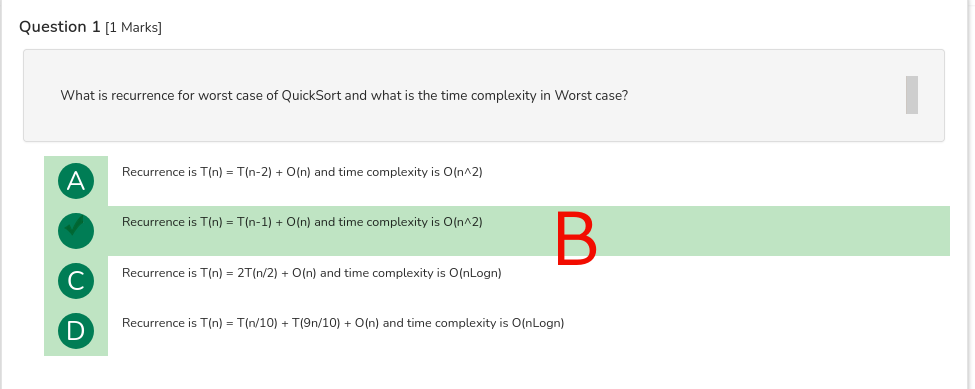 Question 1 [1 Marks]
What is recurrence for worst case of QuickSort and what is the time complexity in Worst case?
A Recurrence is T(n) = T(n-2) + O(n) and time complexity is O(n^2)
Recurrence is T(n) = T(n-1) + O(n) and time complexity is O(n^2) B
C Recurrence is T(n) = 2T(n/2) + O(n) and time complexity is O(nLogn)
D Recurrence is T(n) = T(n/10) + T(9n/10) + O(n) and time complexity is O(nLogn)